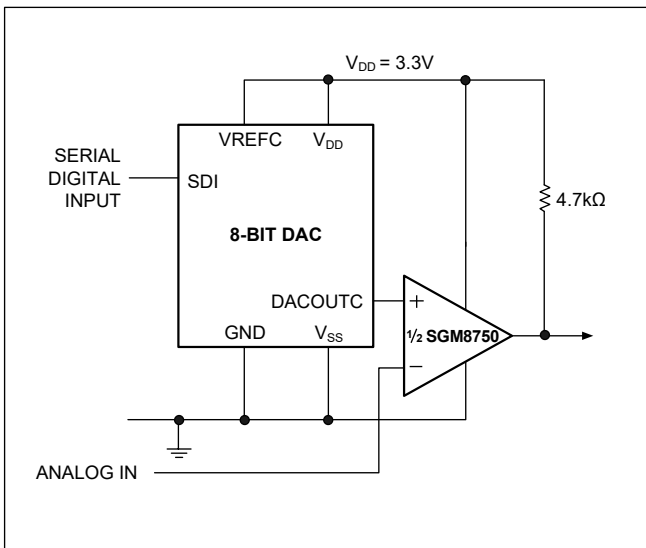 V_DD = 3.3V
VREFC V_DD
SERIAL
DIGITAL
INPUT
SDI
4.7kΩ
8-BIT DAC
DACOUTC
+
½ SGM8750
−
GND V_SS
ANALOG IN